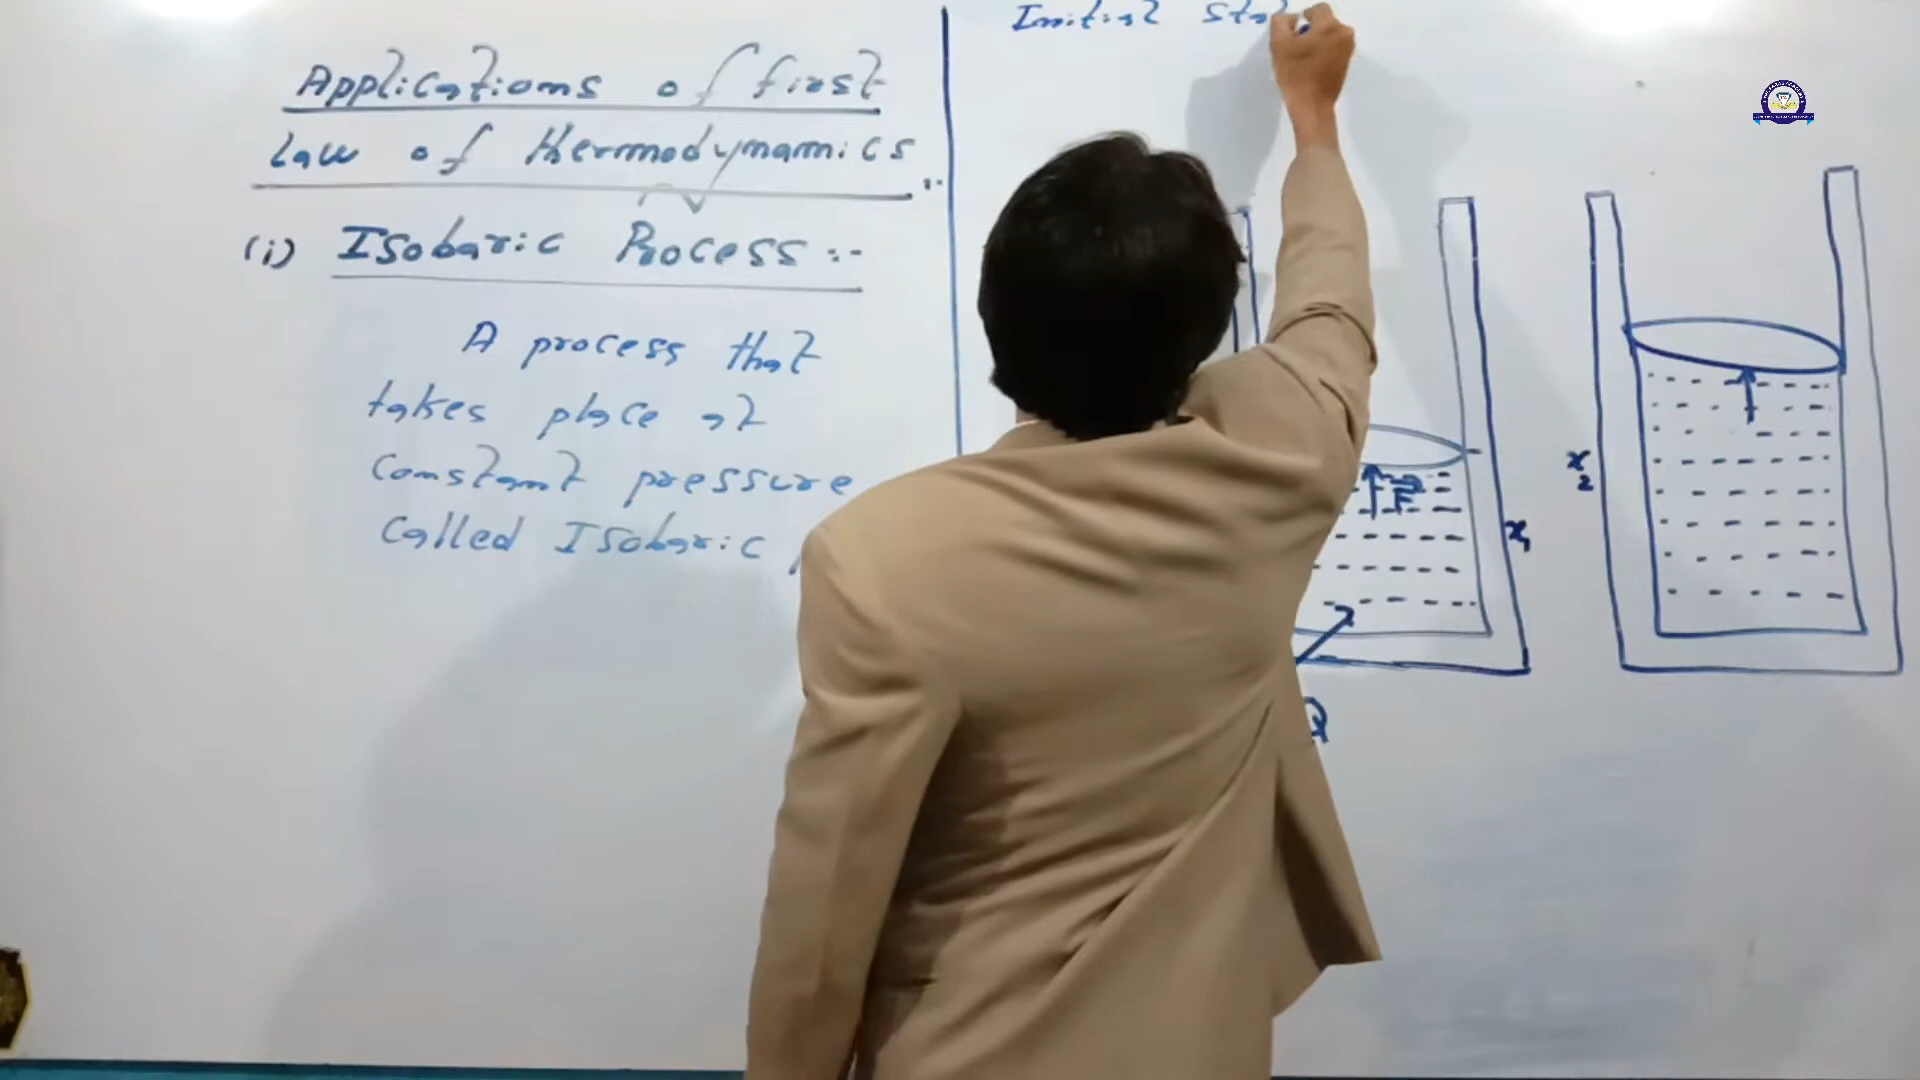 Applications of first
law of thermodynamics :-
(i) Isobaric Process :-
A process that
takes place at
constant pressure
called Isobaric
Initial Sta
F
x1
x2
Q